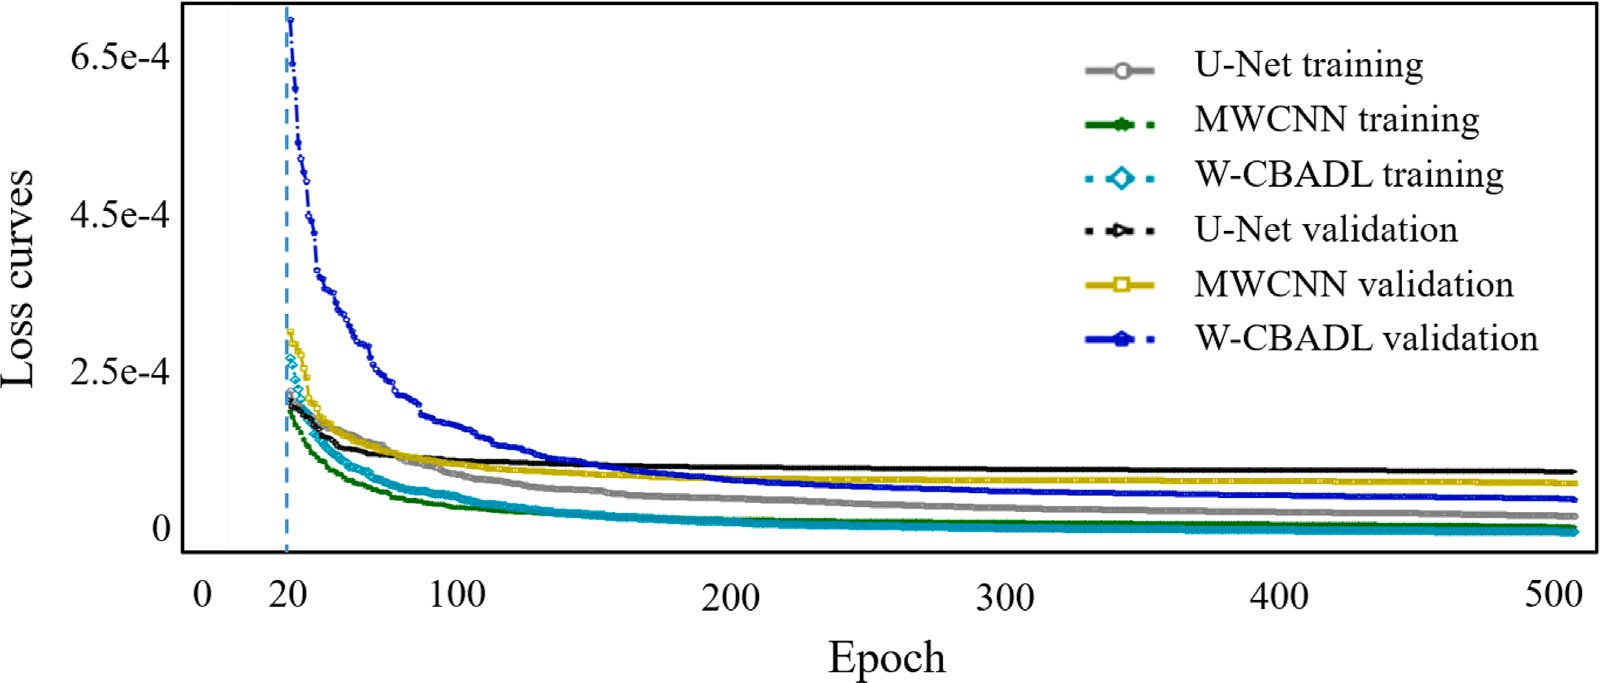 6.5e-4
4.5e-4
2.5e-4
0
Loss curves
U-Net training
MWCNN training
W-CBADL training
U-Net validation
MWCNN validation
W-CBADL validation
0 20 100 200 300 400 500
Epoch